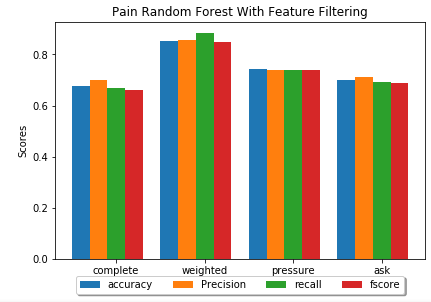 Pain Random Forest With Feature Filtering
Scores
0.8
0.6
0.4
0.2
0.0
complete weighted pressure ask
accuracy Precision recall fscore